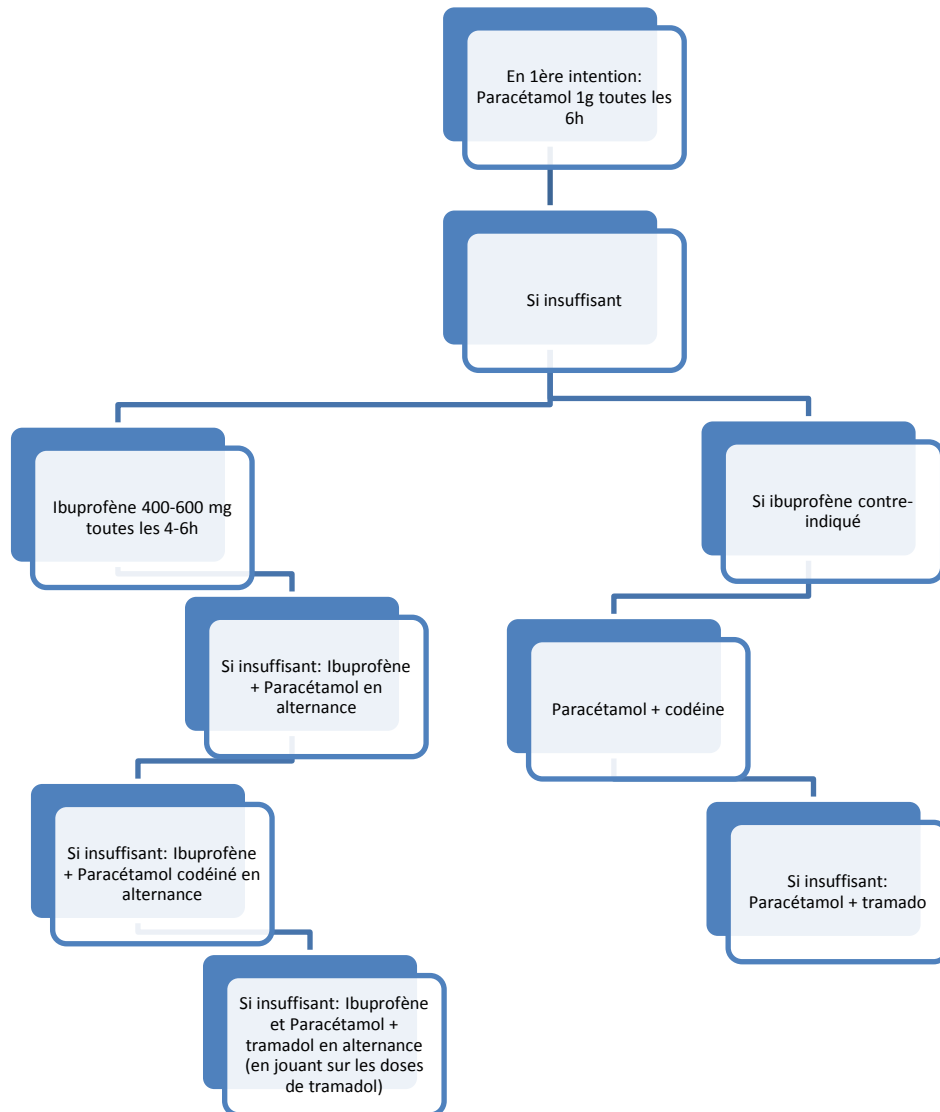 En 1ère intention:
Paracétamol 1g toutes les
6h
Si insuffisant
Ibuprofène 400-600 mg
toutes les 4-6h
Si ibuprofène contre-
indiqué
Si insuffisant: Ibuprofène
+ Paracétamol en
alternance
Paracétamol + codéine
Si insuffisant: Ibuprofène
+ Paracétamol codéiné en
alternance
Si insuffisant:
Paracétamol + tramado
Si insuffisant: Ibuprofène
et Paracétamol +
tramadol en alternance
(en jouant sur les doses
de tramadol)